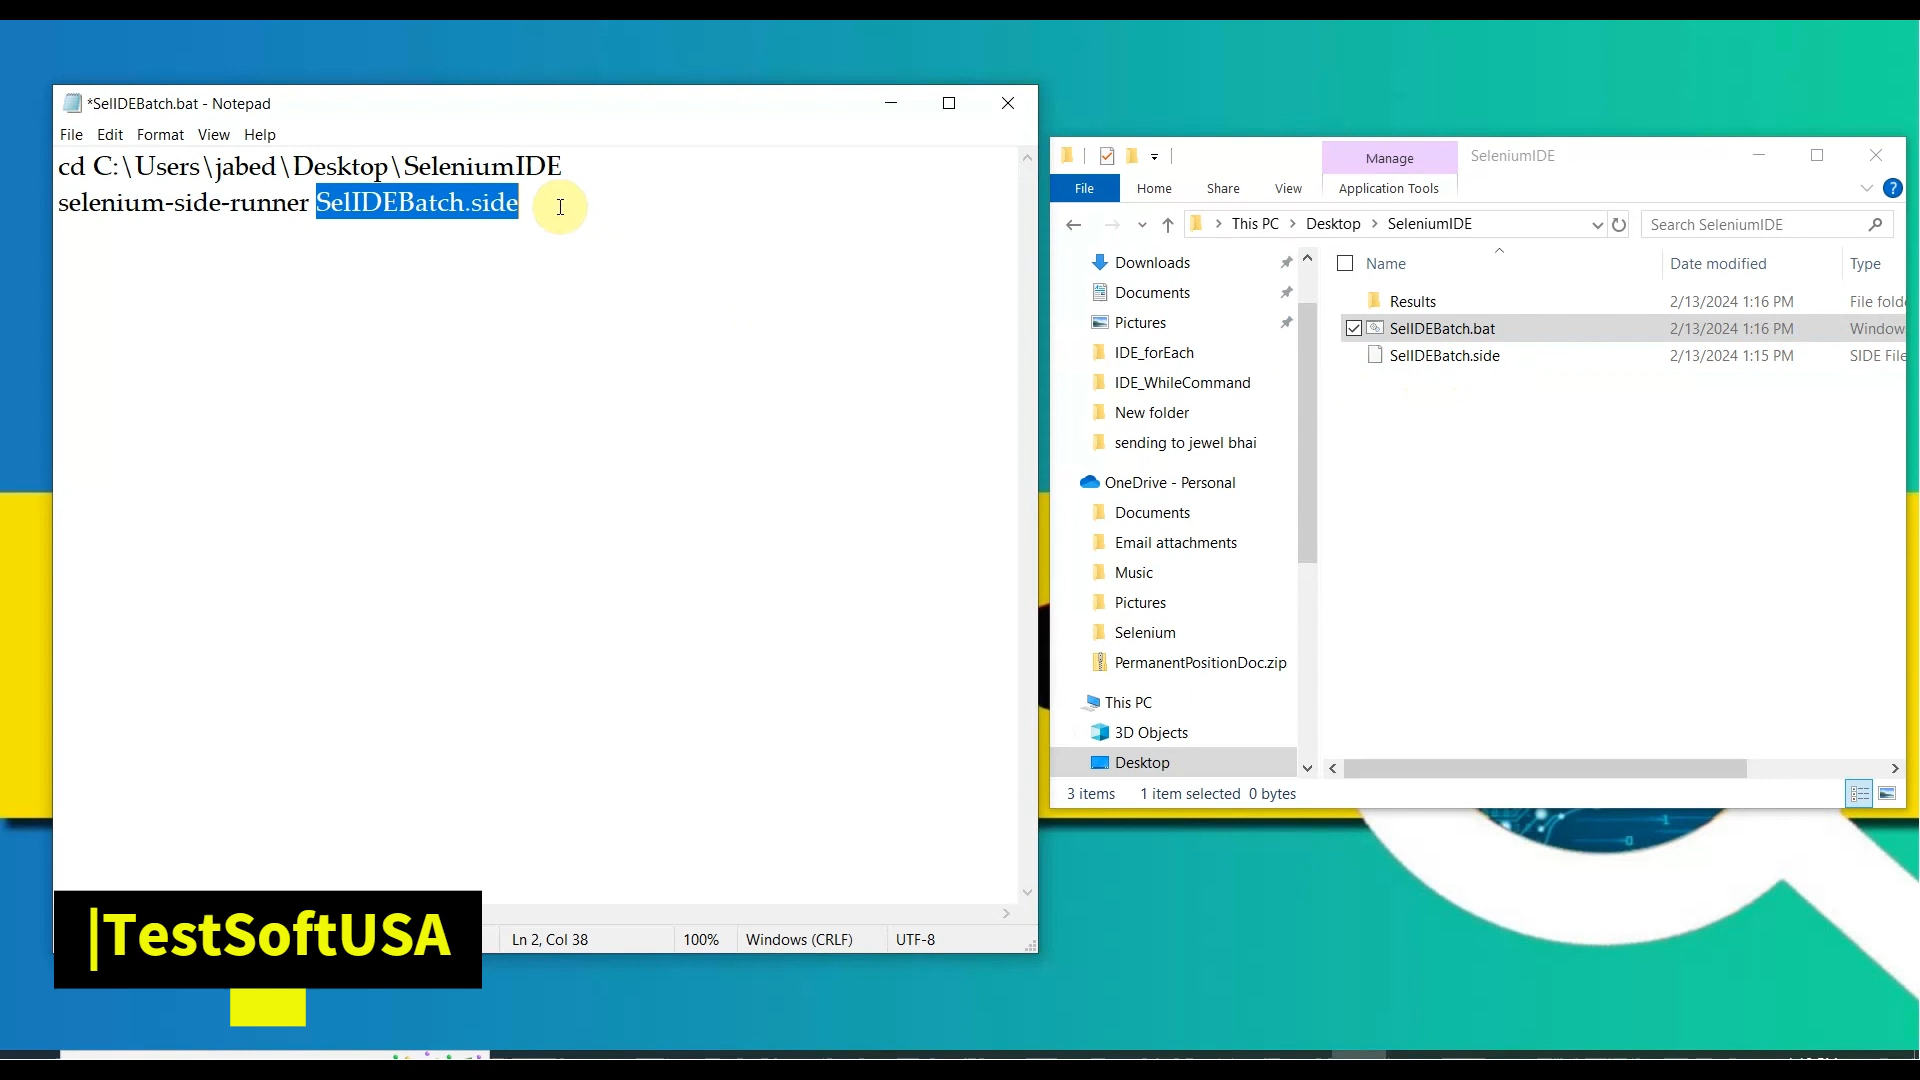 *SelIDEBatch.bat - Notepad
File Edit Format View Help
cd C:\Users\jabed\Desktop\SeleniumIDE
selenium-side-runner SelIDEBatch.side
Ln 2, Col 38 100% Windows (CRLF) UTF-8
|TestSoftUSA
Manage SeleniumIDE
File Home Share View Application Tools
This PC Desktop SeleniumIDE Search SeleniumIDE
Downloads
Documents
Pictures
IDE_forEach
IDE_WhileCommand
New folder
sending to jewel bhai
OneDrive - Personal
Documents
Email attachments
Music
Pictures
Selenium
PermanentPositionDoc.zip
This PC
3D Objects
Desktop
Name Date modified Type
Results 2/13/2024 1:16 PM File fold
SelIDEBatch.bat 2/13/2024 1:16 PM Window
SelIDEBatch.side 2/13/2024 1:15 PM SIDE File
3 items 1 item selected 0 bytes